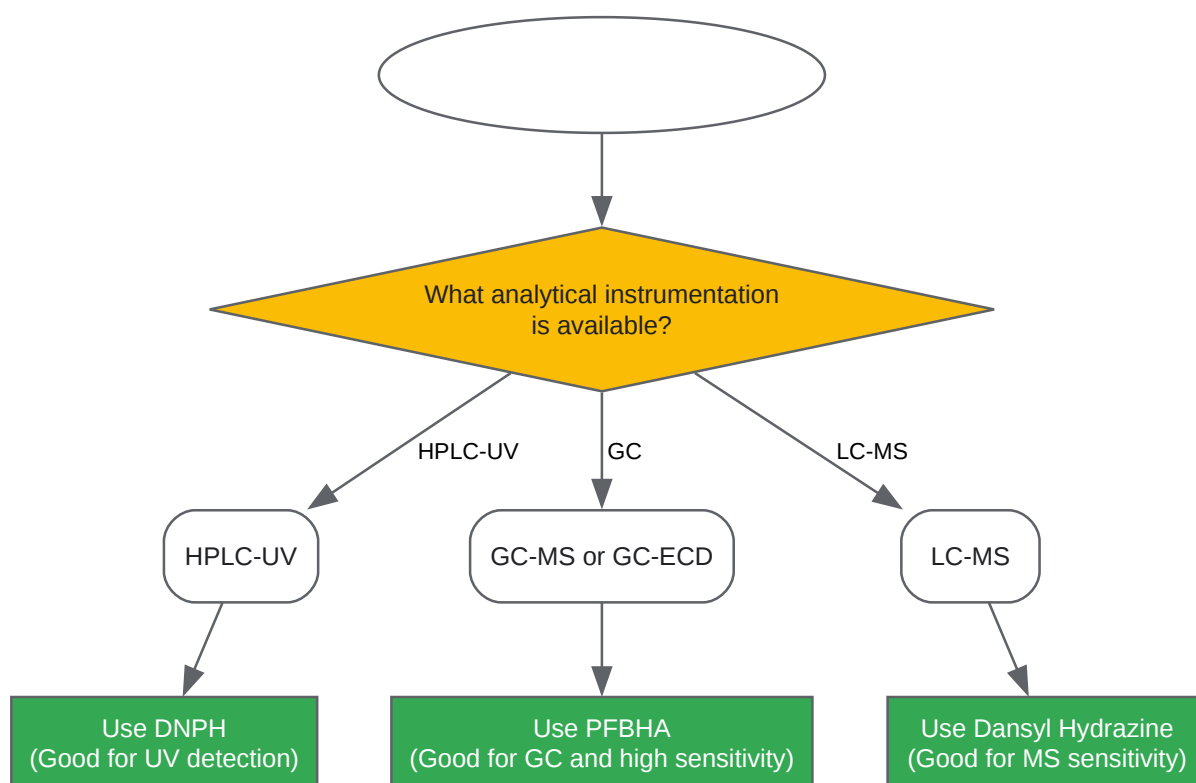 What analytical instrumentation
is available?
HPLC-UV
GC
LC-MS
HPLC-UV
GC-MS or GC-ECD
LC-MS
Use DNPH
(Good for UV detection)
Use PFBHA
(Good for GC and high sensitivity)
Use Dansyl Hydrazine
(Good for MS sensitivity)